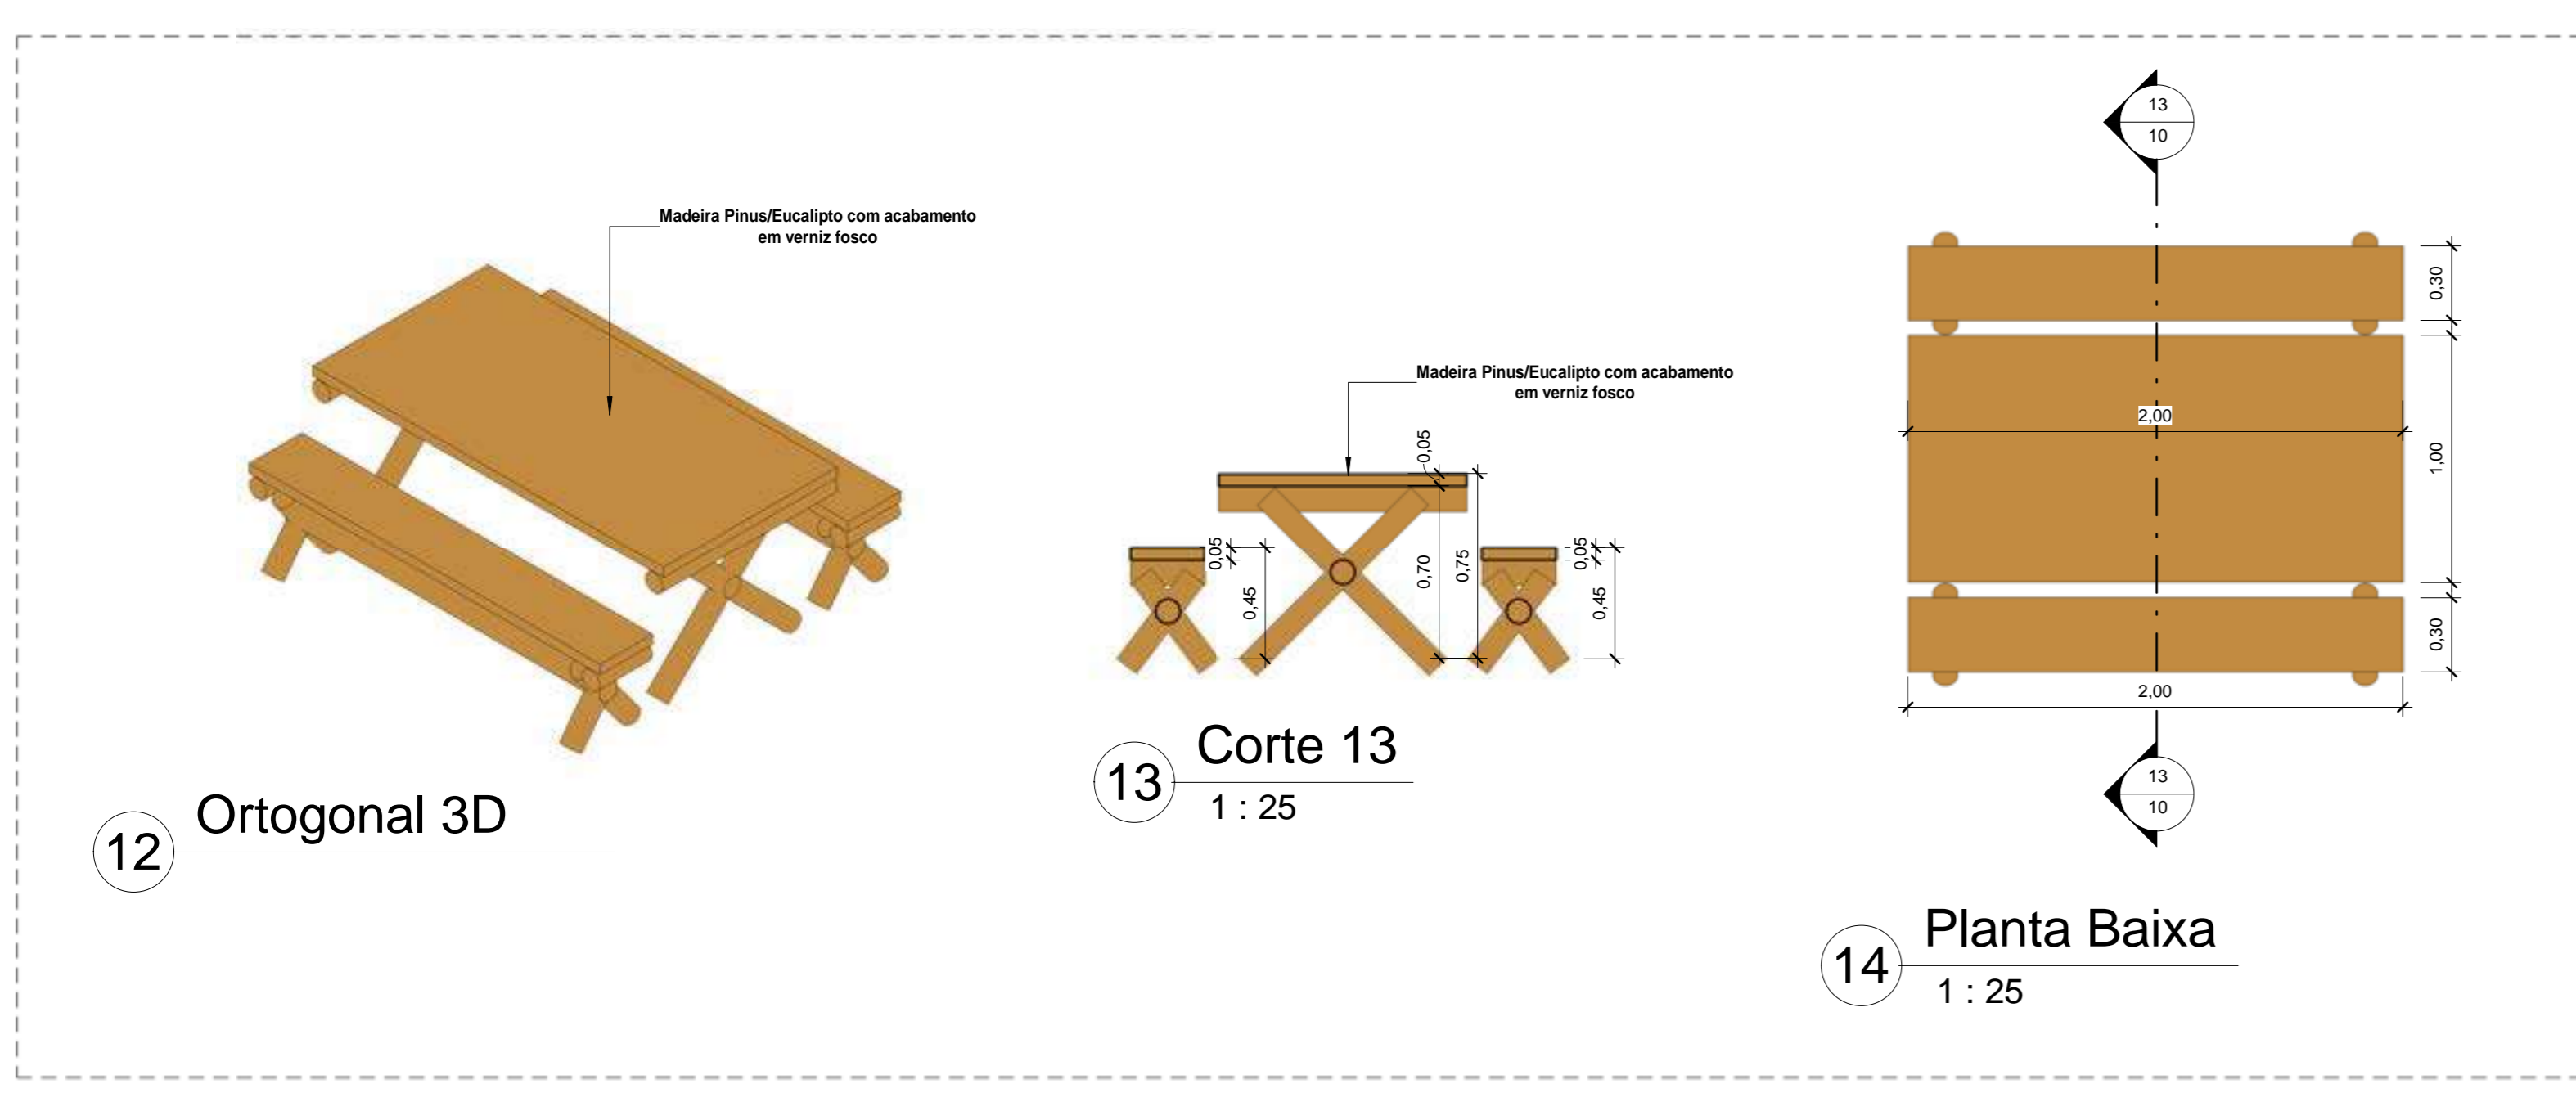 Madeira Pinus/Eucalipto com acabamento
em verniz fosco
12
Ortogonal 3D
Madeira Pinus/Eucalipto com acabamento
em verniz fosco
0,05
0,05
0,45
0,70
0,75
0,05
0,45
13
Corte 13
1 : 25
13
10
0,30
2,00
1,00
0,30
2,00
13
10
14
Planta Baixa
1 : 25